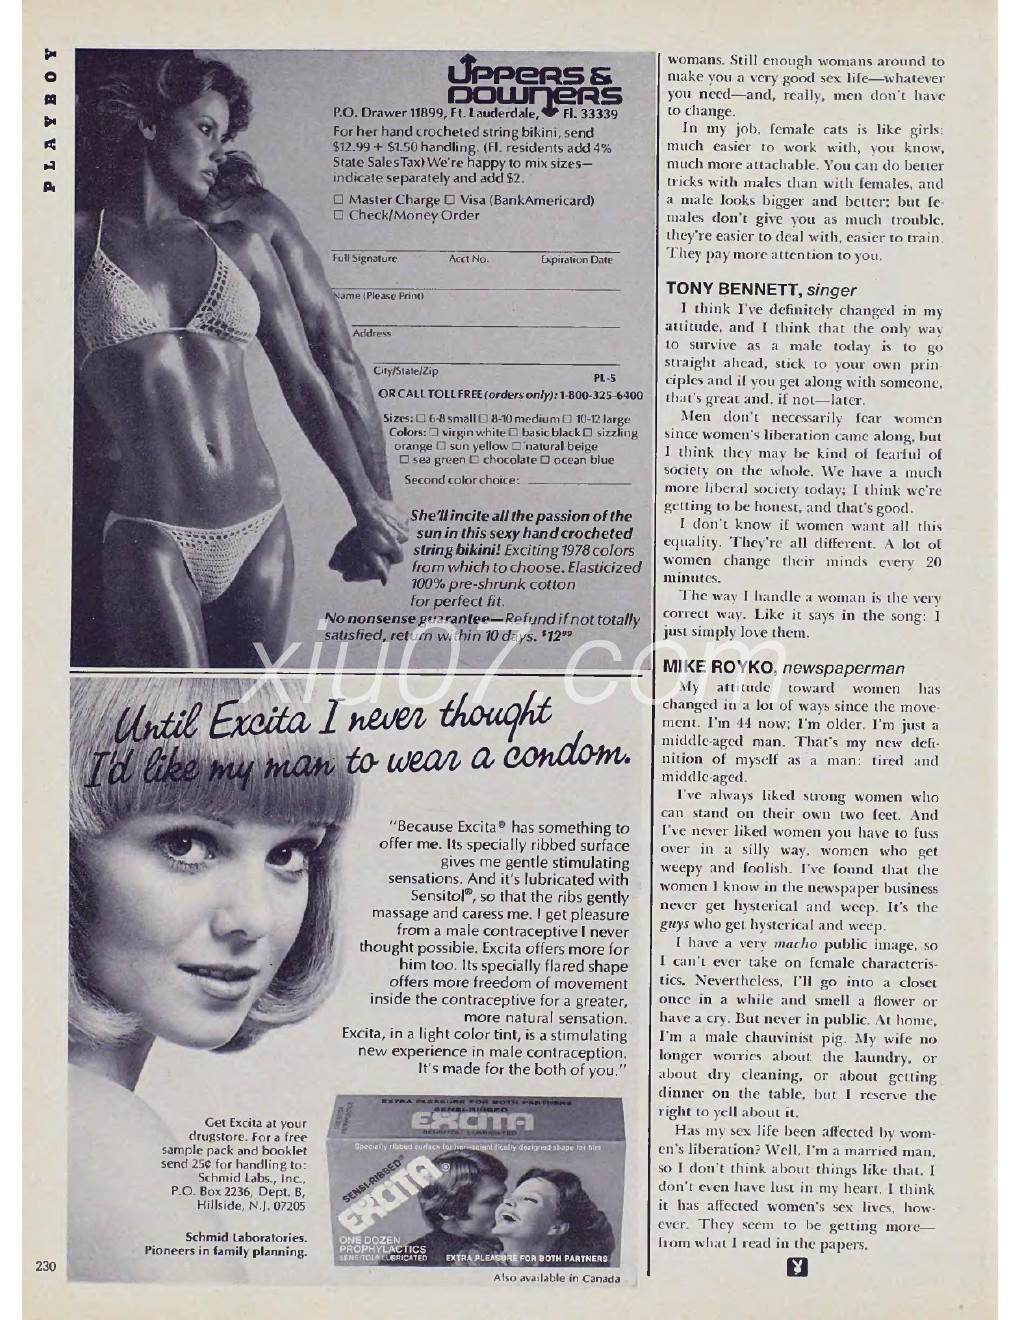 PLAYBOY
UPPERS &
DOWNERS
P.O. Drawer 11899, Ft. Lauderdale, Fl. 33339
For her hand crocheted string bikini, send
$12.99 + $1.50 handling. (Fl. residents add 4%
State Sales Tax) We're happy to mix sizes—
indicate separately and add $2.
☐ Master Charge ☐ Visa (BankAmericard)
☐ Check/Money Order
Full Signature Acct No. Expiration Date
Name (Please Print)
Address
City/State/Zip
PL-5
OR CALL TOLL FREE (orders only): 1-800-325-6400
Sizes: ☐ 6-8 small ☐ 8-10 medium ☐ 10-12 large
Colors: ☐ virgin white ☐ basic black ☐ sizzling
orange ☐ sun yellow ☐ natural beige
☐ sea green ☐ chocolate ☐ ocean blue
Second color choice:
She'll incite all the passion of the
sun in this sexy hand crocheted
string bikini! Exciting 1978 colors
from which to choose. Elasticized
100% pre-shrunk cotton
for perfect fit.
No nonsense guarantee—Refund if not totally
satisfied, return within 10 days. $12⁹⁹
Until Excita I never thought
I'd like my man to wear a condom.
"Because Excita® has something to
offer me. Its specially ribbed surface
gives me gentle stimulating
sensations. And it's lubricated with
Sensitol®, so that the ribs gently
massage and caress me. I get pleasure
from a male contraceptive I never
thought possible. Excita offers more for
him too. Its specially flared shape
offers more freedom of movement
inside the contraceptive for a greater,
more natural sensation.
Excita, in a light color tint, is a stimulating
new experience in male contraception.
It's made for the both of you."
Get Excita at your
drugstore. For a free
sample pack and booklet
send 25¢ for handling to:
Schmid Labs., Inc.,
P.O. Box 2236, Dept. B,
Hillside, N.J. 07205
Schmid Laboratories.
Pioneers in family planning.
EXTRA PLEASURE FOR BOTH PARTNERS
SENSI-RIBBED
EXCITA
SENSITOL LUBRICATED
Specially ribbed surface for her—scientifically designed shape for him
SENSI-RIBBED
EXCITA®
ONE DOZEN
PROPHYLACTICS
SENSITOL LUBRICATED
EXTRA PLEASURE FOR BOTH PARTNERS
Also available in Canada
womans. Still enough womans around to
make you a very good sex life—whatever
you need—and, really, men don't have
to change.
In my job, female cats is like girls:
much easier to work with, you know,
much more attachable. You can do better
tricks with males than with females, and
a male looks bigger and better; but fe-
males don't give you as much trouble,
they're easier to deal with, easier to train.
They pay more attention to you.
TONY BENNETT, singer
I think I've definitely changed in my
attitude, and I think that the only way
to survive as a male today is to go
straight ahead, stick to your own prin-
ciples and if you get along with someone,
that's great and, if not—later.
Men don't necessarily fear women
since women's liberation came along, but
I think they may be kind of fearful of
society on the whole. We have a much
more liberal society today; I think we're
getting to be honest, and that's good.
I don't know if women want all this
equality. They're all different. A lot of
women change their minds every 20
minutes.
The way I handle a woman is the very
correct way. Like it says in the song: I
just simply love them.
MIKE ROYKO, newspaperman
My attitude toward women has
changed in a lot of ways since the move-
ment. I'm 44 now; I'm older. I'm just a
middle-aged man. That's my new defi-
nition of myself as a man: tired and
middle-aged.
I've always liked strong women who
can stand on their own two feet. And
I've never liked women you have to fuss
over in a silly way, women who get
weepy and foolish. I've found that the
women I know in the newspaper business
never get hysterical and weep. It's the
guys who get hysterical and weep.
I have a very macho public image, so
I can't ever take on female characteris-
tics. Nevertheless, I'll go into a closet
once in a while and smell a flower or
have a cry. But never in public. At home,
I'm a male chauvinist pig. My wife no
longer worries about the laundry, or
about dry cleaning, or about getting
dinner on the table, but I reserve the
right to yell about it.
Has my sex life been affected by wom-
en's liberation? Well, I'm a married man,
so I don't think about things like that. I
don't even have lust in my heart. I think
it has affected women's sex lives, how-
ever. They seem to be getting more—
from what I read in the papers.
230
xiu07.com